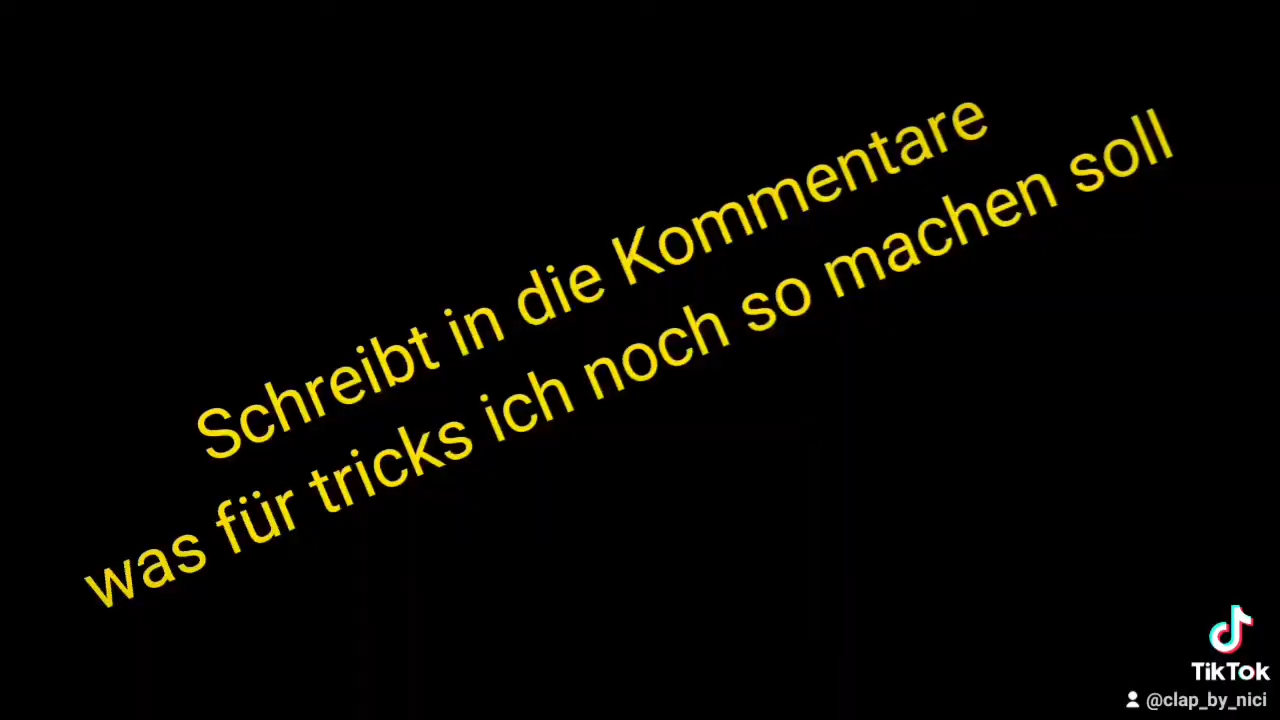 Schreibt in die Kommentare
was für tricks ich noch so machen soll
TikTok
@clap_by_nici